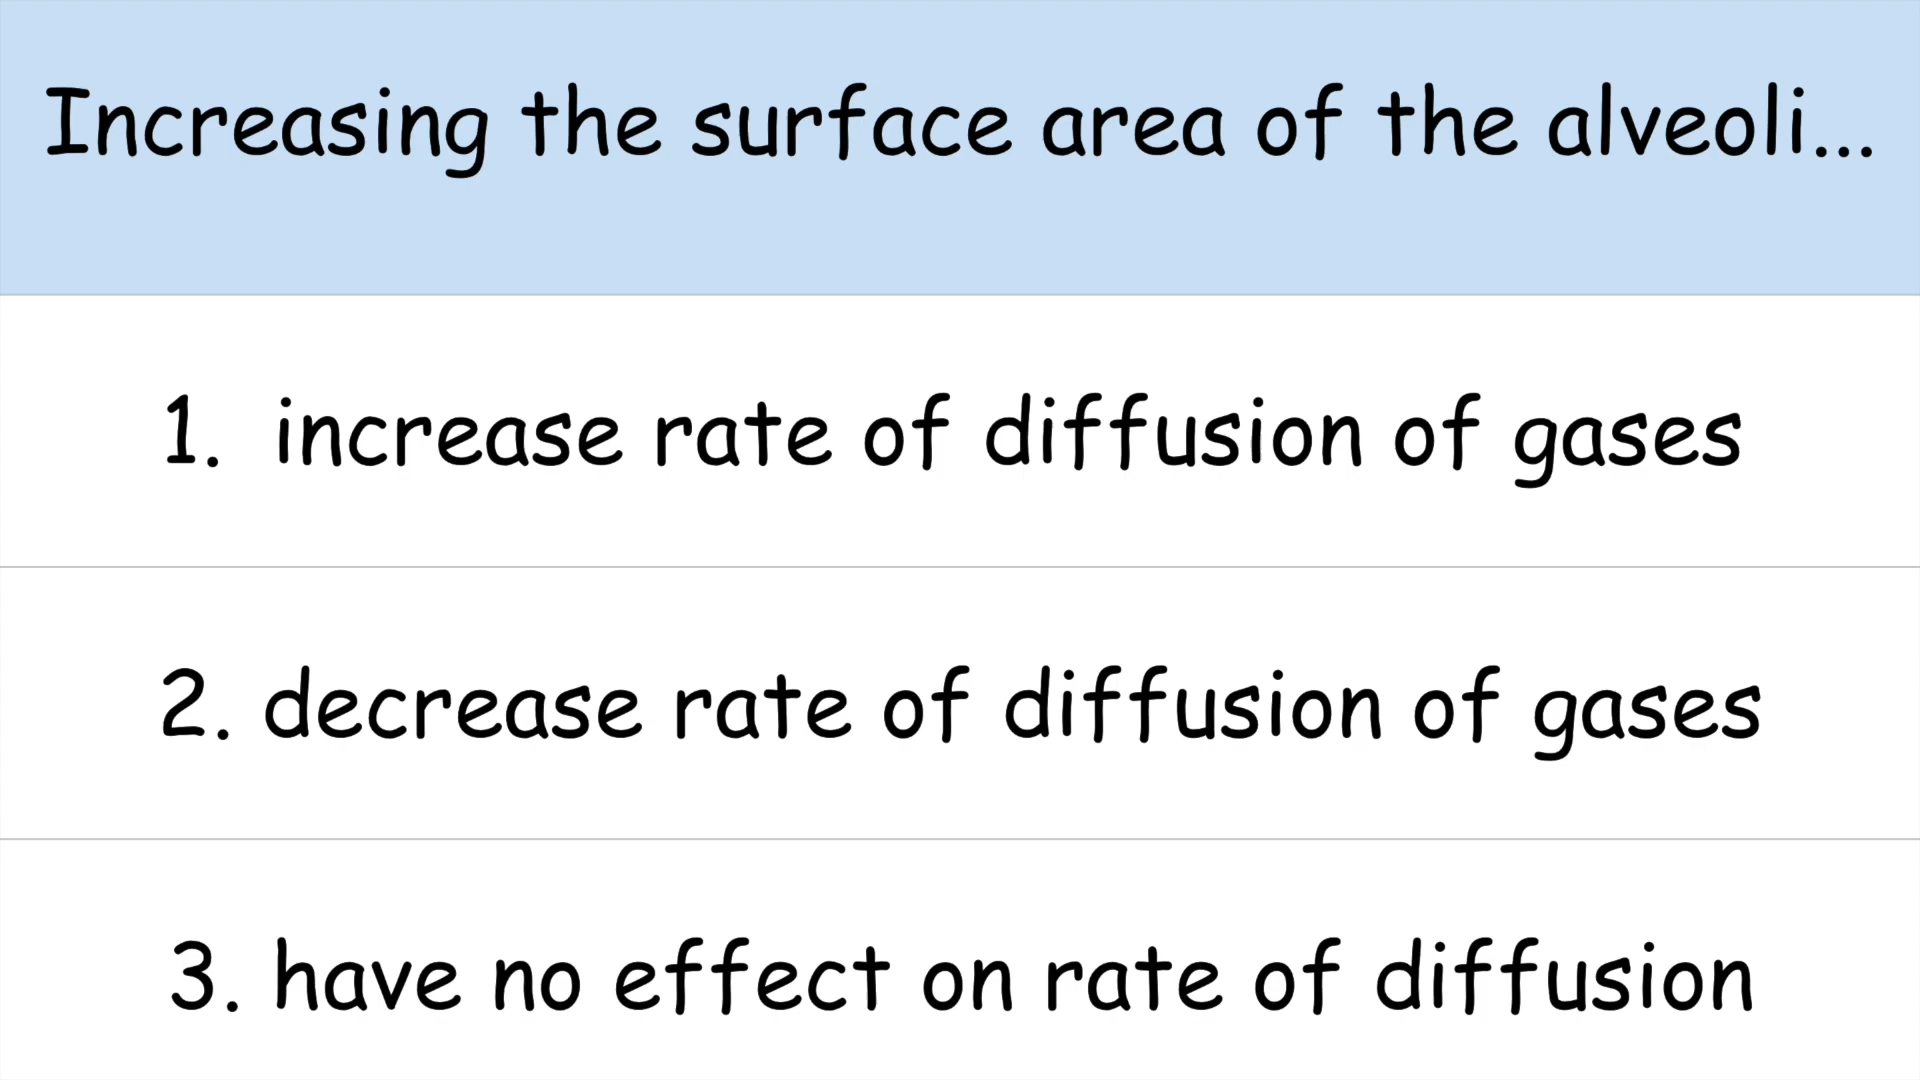 Increasing the surface area of the alveoli...
1. increase rate of diffusion of gases
2. decrease rate of diffusion of gases
3. have no effect on rate of diffusion